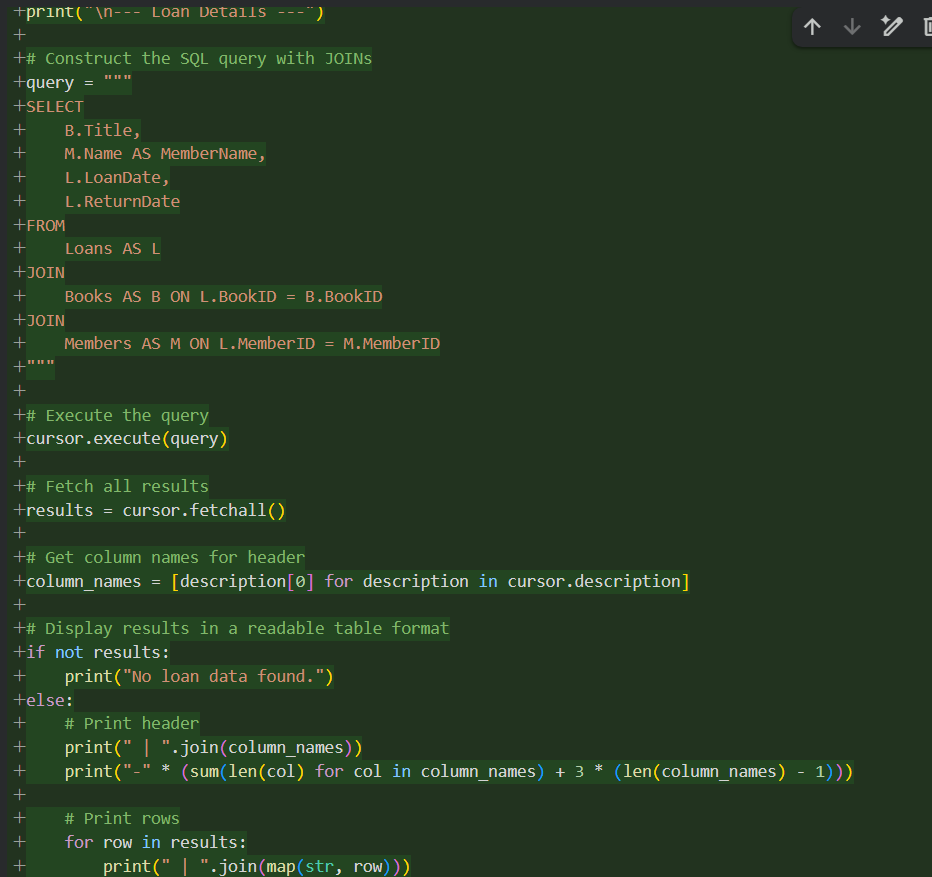 +print("\n--- Loan Details ---")
+
+# Construct the SQL query with JOINs
+query = """
+SELECT
+    B.Title,
+    M.Name AS MemberName,
+    L.LoanDate,
+    L.ReturnDate
+FROM
+    Loans AS L
+JOIN
+    Books AS B ON L.BookID = B.BookID
+JOIN
+    Members AS M ON L.MemberID = M.MemberID
+"""
+
+# Execute the query
+cursor.execute(query)
+
+# Fetch all results
+results = cursor.fetchall()
+
+# Get column names for header
+column_names = [description[0] for description in cursor.description]
+
+# Display results in a readable table format
+if not results:
+    print("No loan data found.")
+else:
+    # Print header
+    print(" | ".join(column_names))
+    print("-" * (sum(len(col) for col in column_names) + 3 * (len(column_names) - 1)))
+
+    # Print rows
+    for row in results:
+        print(" | ".join(map(str, row)))